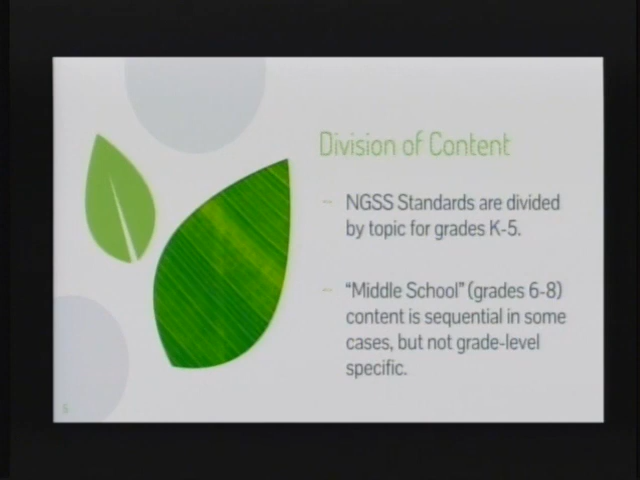 Division of Content
– NGSS Standards are divided
by topic for grades K-5.
– “Middle School” (grades 6-8)
content is sequential in some
cases, but not grade-level
specific.